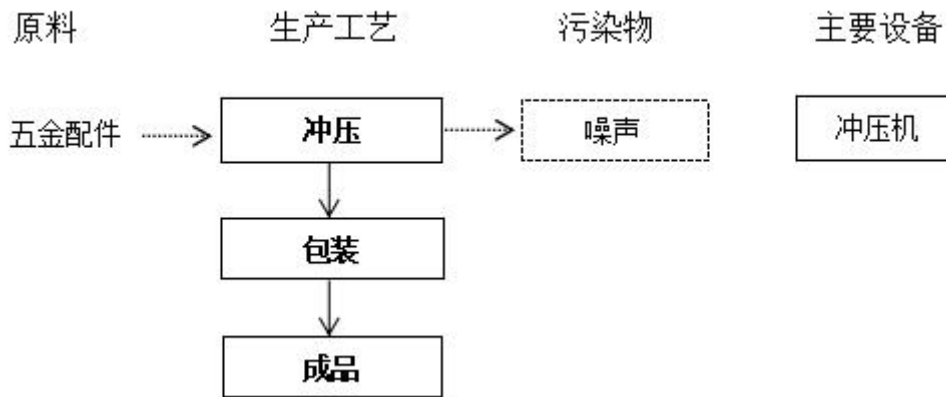 原料 生产工艺 污染物 主要设备
五金配件 冲压 噪声 冲压机
包装
成品